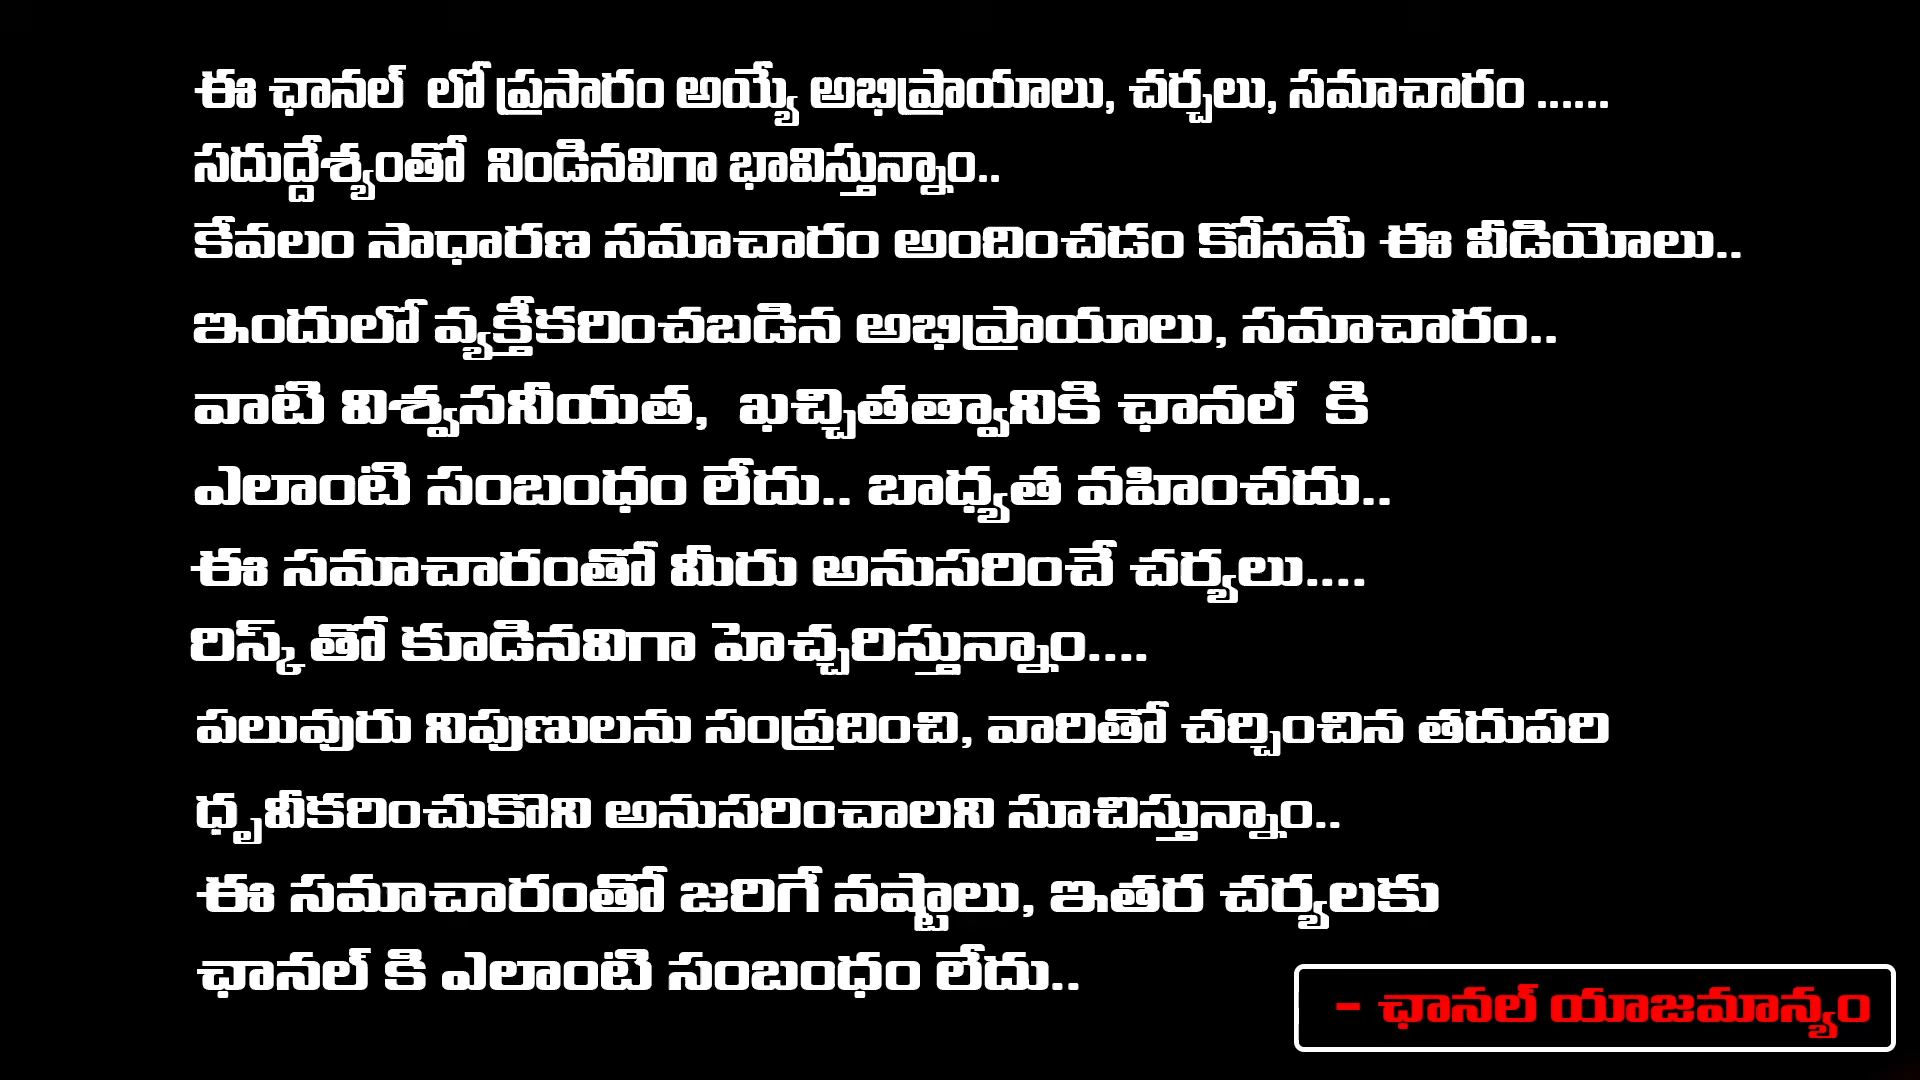 ఈ ఛానల్ లో ప్రసారం అయ్యే అభిప్రాయాలు, చర్చలు, సమాచారం ......
సదుద్దేశ్యంతో నిండినవిగా భావిస్తున్నాం..
కేవలం సాధారణ సమాచారం అందించడం కోసమే ఈ వీడియోలు..
ఇందులో వ్యక్తీకరించబడిన అభిప్రాయాలు, సమాచారం..
వాటి విశ్వసనీయత, ఖచ్చితత్వానికి ఛానల్ కి
ఎలాంటి సంబంధం లేదు.. బాధ్యత వహించదు..
ఈ సమాచారంతో మీరు అనుసరించే చర్యలు....
రిస్క్ తో కూడినవిగా హెచ్చరిస్తున్నాం....
పలువురు నిపుణులను సంప్రదించి, వారితో చర్చించిన తదుపరి
ధృవీకరించుకొని అనుసరించాలని సూచిస్తున్నాం..
ఈ సమాచారంతో జరిగే నష్టాలు, ఇతర చర్యలకు
ఛానల్ కి ఎలాంటి సంబంధం లేదు..
- ఛానల్ యాజమాన్యం